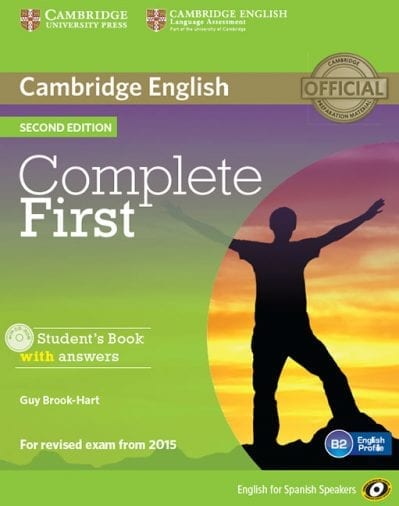 CAMBRIDGE
UNIVERSITY PRESS
CAMBRIDGE ENGLISH
Language Assessment
Part of the University of Cambridge
Cambridge English
CAMBRIDGE
OFFICIAL
PREPARATION MATERIAL
SECOND EDITION
Complete
First
Student's Book
with answers
Guy Brook-Hart
For revised exam from 2015
B2
English
Profile
English for Spanish Speakers